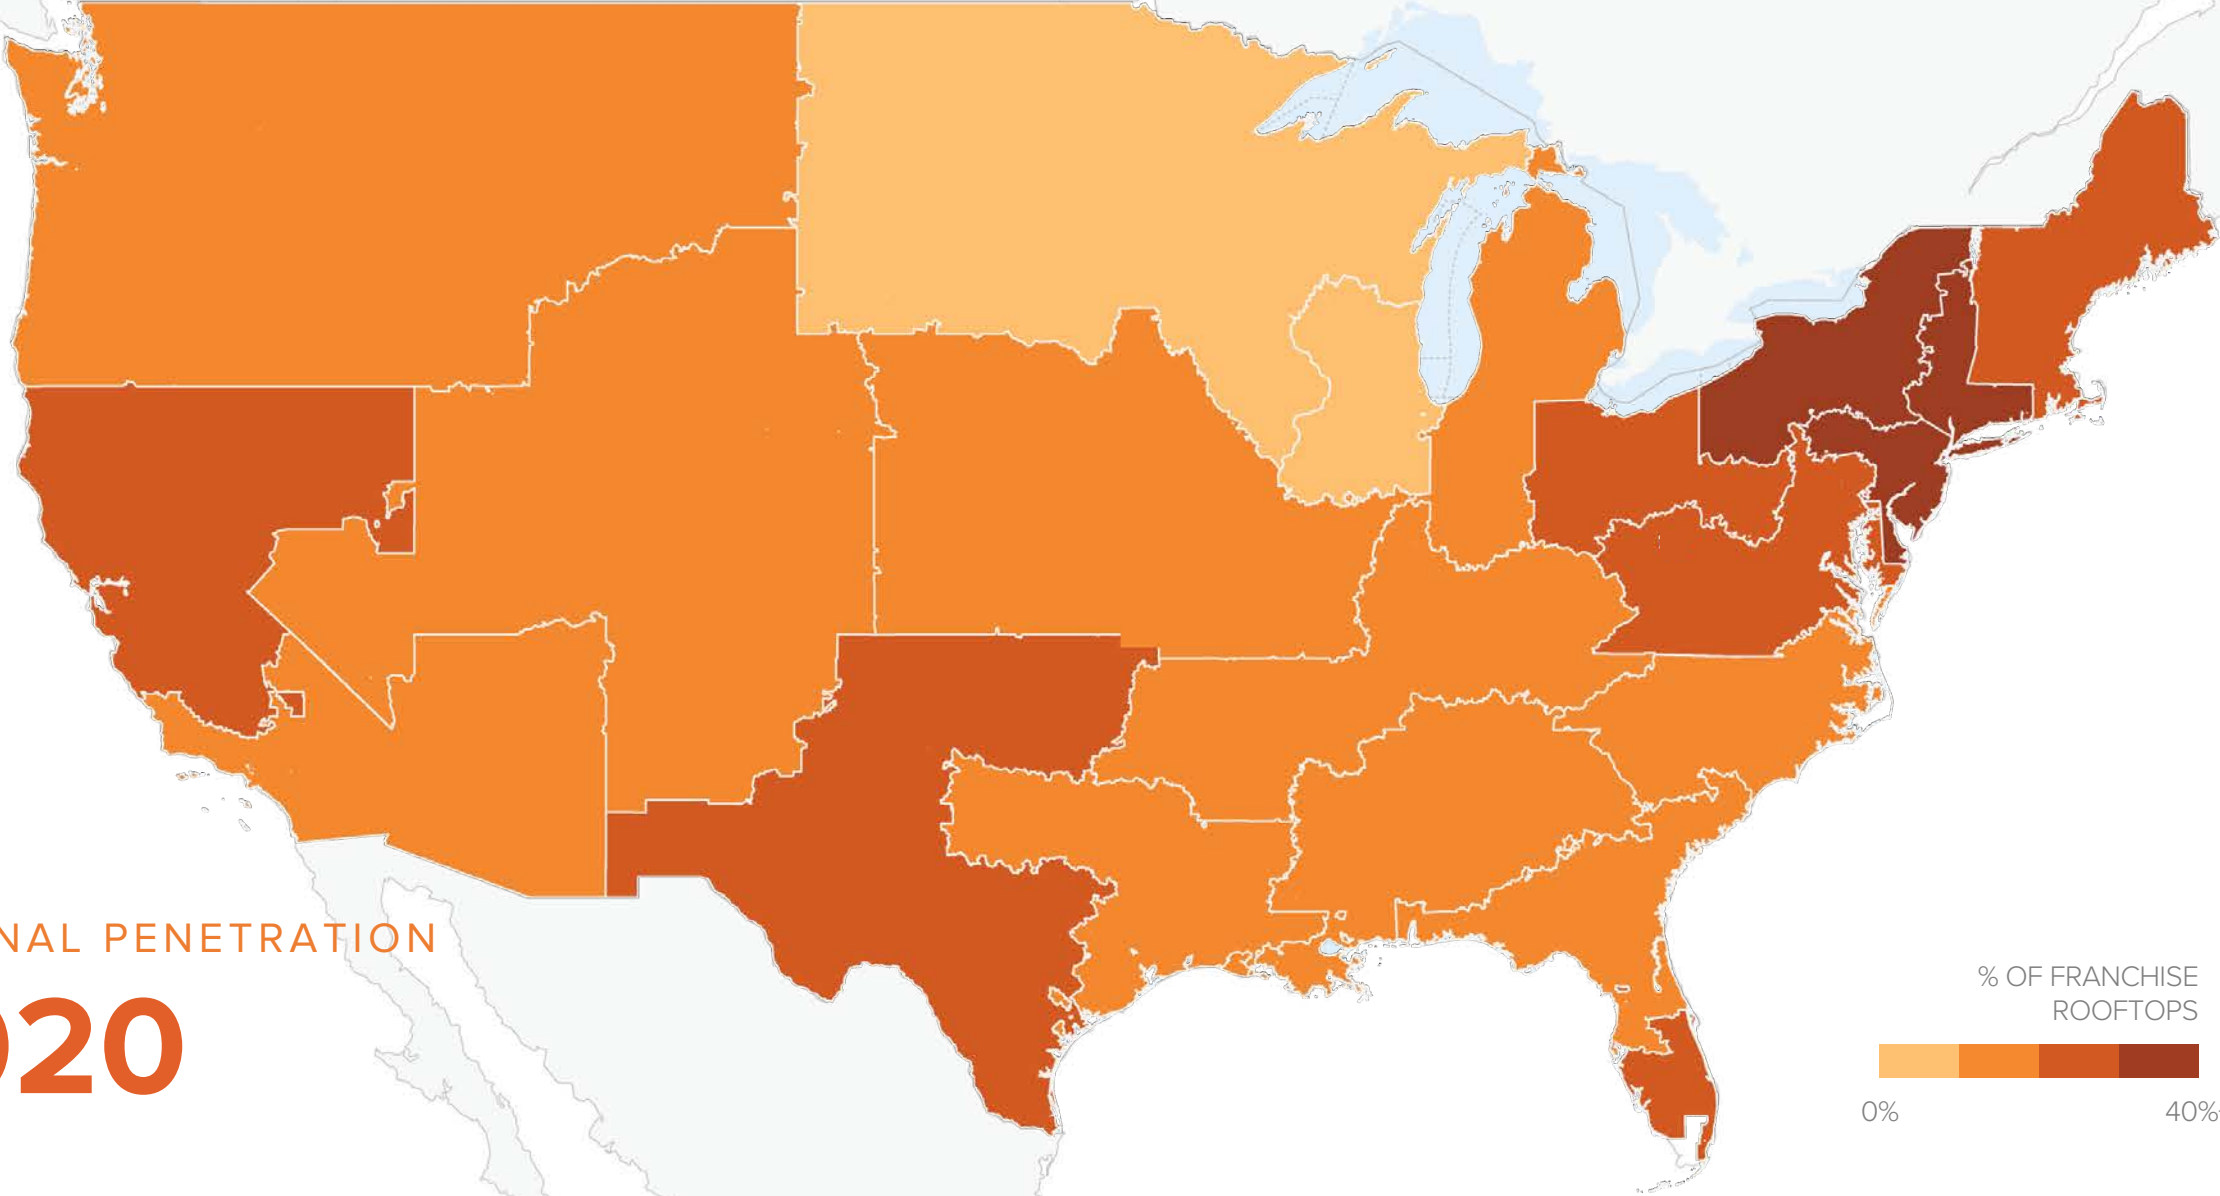 NAL PENETRATION
020
% OF FRANCHISE
ROOFTOPS
0%
40%